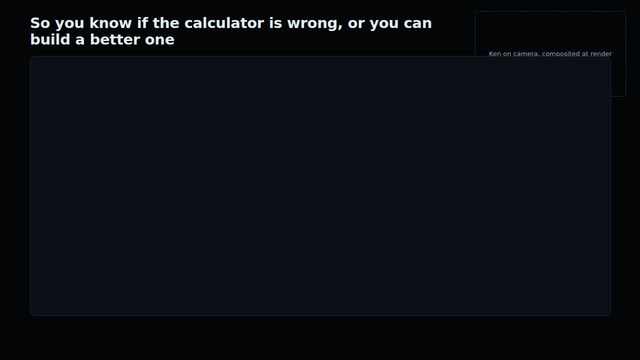 So you know if the calculator is wrong, or you can
build a better one
Ken on camera, composited at render